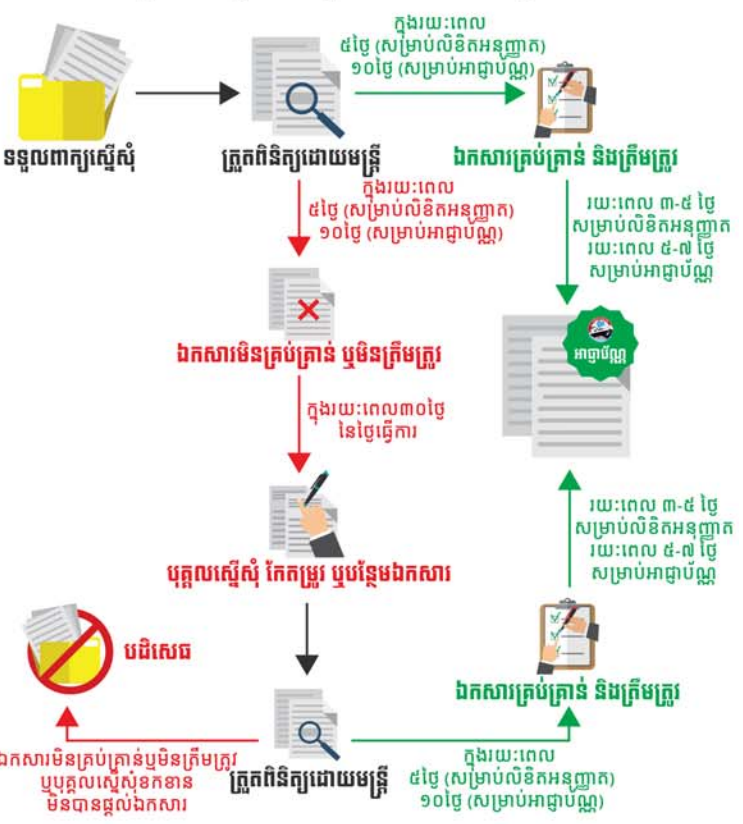 ក្នុងរយៈពេល
៥ថ្ងៃ (សម្រាប់លិខិតអនុញ្ញាត)
១០ថ្ងៃ (សម្រាប់អាជ្ញាបណ្ណ)
ទទួលពាក្យស្នើសុំ
ត្រួតពិនិត្យដោយមន្ត្រី
ឯកសារគ្រប់គ្រាន់ និងត្រឹមត្រូវ
ក្នុងរយៈពេល
៥ថ្ងៃ (សម្រាប់លិខិតអនុញ្ញាត)
១០ថ្ងៃ (សម្រាប់អាជ្ញាបណ្ណ)
រយៈពេល ៣-៥ ថ្ងៃ
សម្រាប់លិខិតអនុញ្ញាត
រយៈពេល ៥-៧ ថ្ងៃ
សម្រាប់អាជ្ញាប័ណ្ណ
អាជ្ញាប័ណ្ណ
ឯកសារមិនគ្រប់គ្រាន់ ឬមិនត្រឹមត្រូវ
ក្នុងរយៈពេល៣០ថ្ងៃ
នៃថ្ងៃធ្វើការ
បុគ្គលស្នើសុំ កែតម្រូវ ឬបន្ថែមឯកសារ
រយៈពេល ៣-៥ ថ្ងៃ
សម្រាប់លិខិតអនុញ្ញាត
រយៈពេល ៥-៧ ថ្ងៃ
សម្រាប់អាជ្ញាប័ណ្ណ
បដិសេធ
ឯកសារគ្រប់គ្រាន់ និងត្រឹមត្រូវ
ឯកសារមិនគ្រប់គ្រាន់ឬមិនត្រឹមត្រូវ
ឬបុគ្គលស្នើសុំខកខាន
មិនបានផ្តល់ឯកសារ
ត្រួតពិនិត្យដោយមន្ត្រី
ក្នុងរយៈពេល
៥ថ្ងៃ (សម្រាប់លិខិតអនុញ្ញាត)
១០ថ្ងៃ (សម្រាប់អាជ្ញាបណ្ណ)